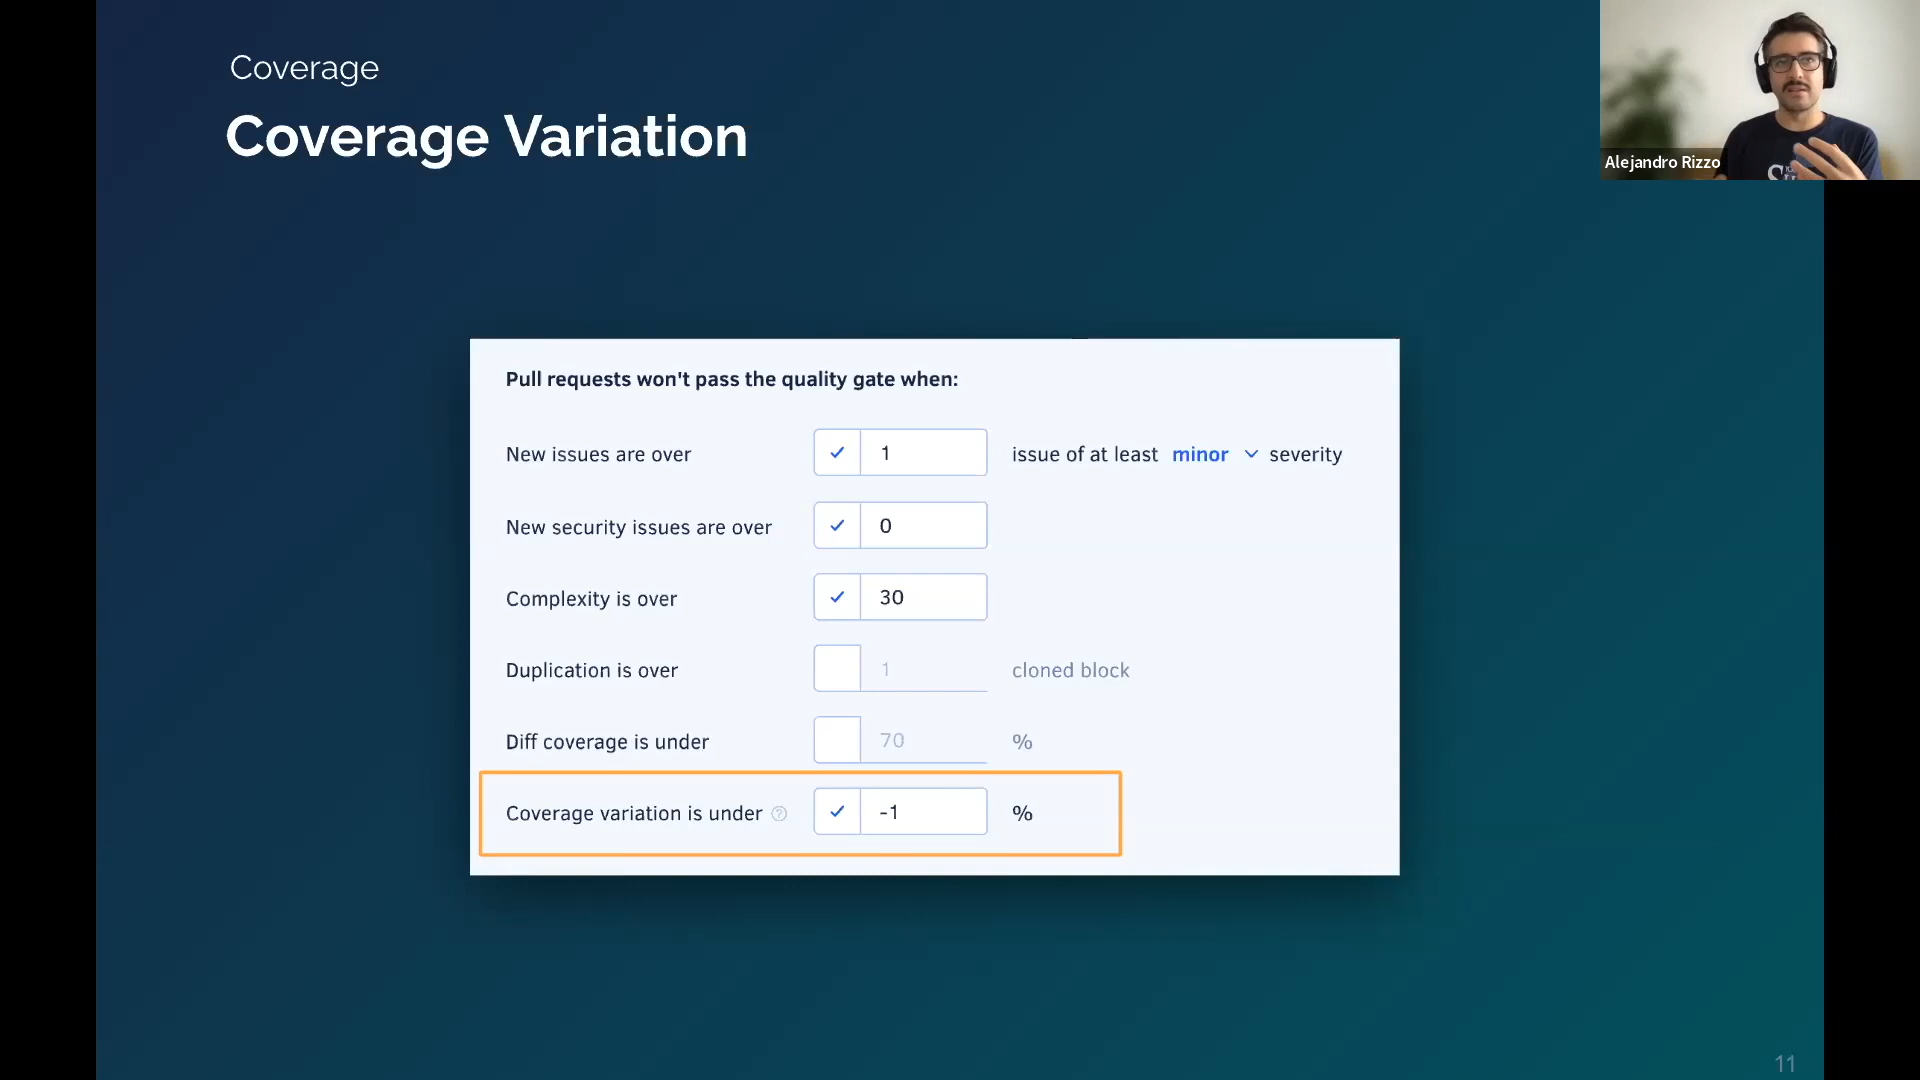 Coverage
Coverage Variation
Alejandro Rizzo
Pull requests won't pass the quality gate when:
New issues are over 1 issue of at least minor severity
New security issues are over 0
Complexity is over 30
Duplication is over 1 cloned block
Diff coverage is under 70 %
Coverage variation is under ? -1 %
11